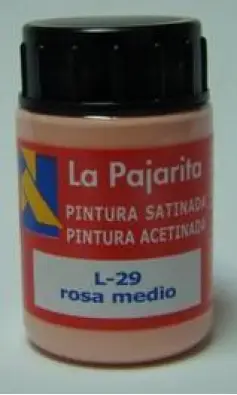 La Pajarita
PINTURA SATINADA
PINTURA ACETINADA
L-29
rosa medio